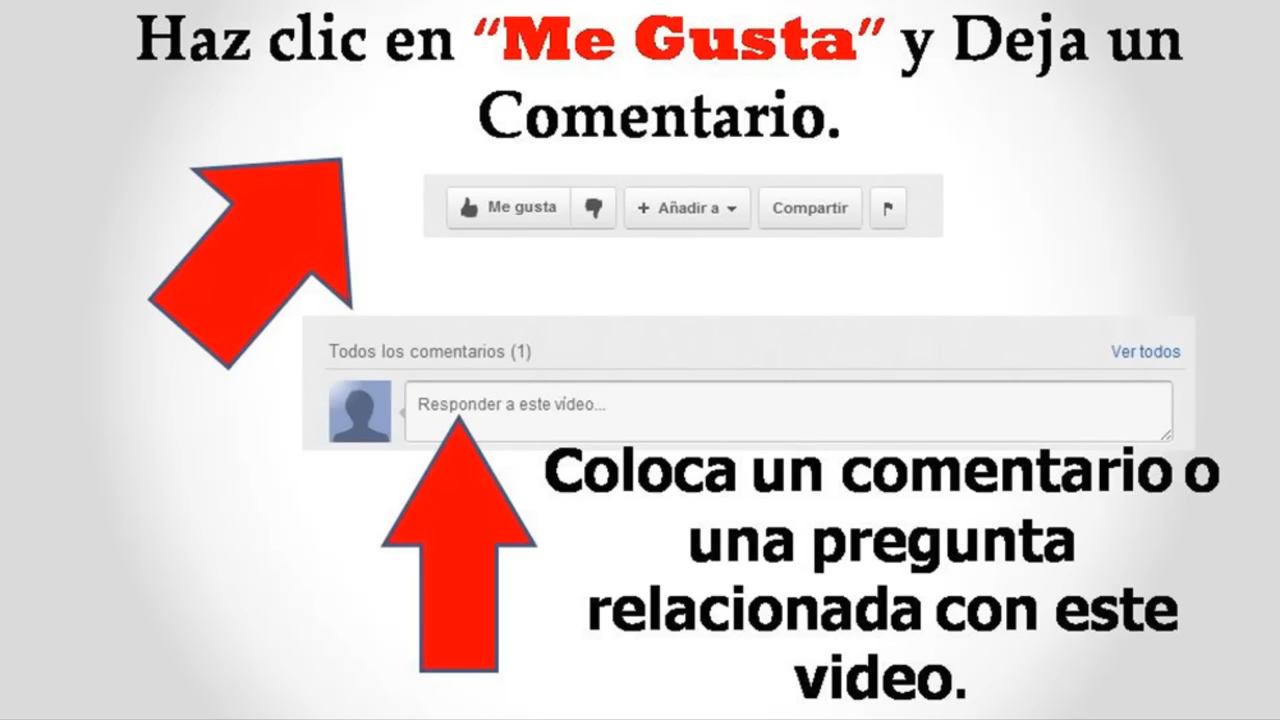 Haz clic en “Me Gusta” y Deja un
Comentario.
Me gusta + Añadir a Compartir
Todos los comentarios (1) Ver todos
Responder a este vídeo...
Coloca un comentario o
una pregunta
relacionada con este
video.